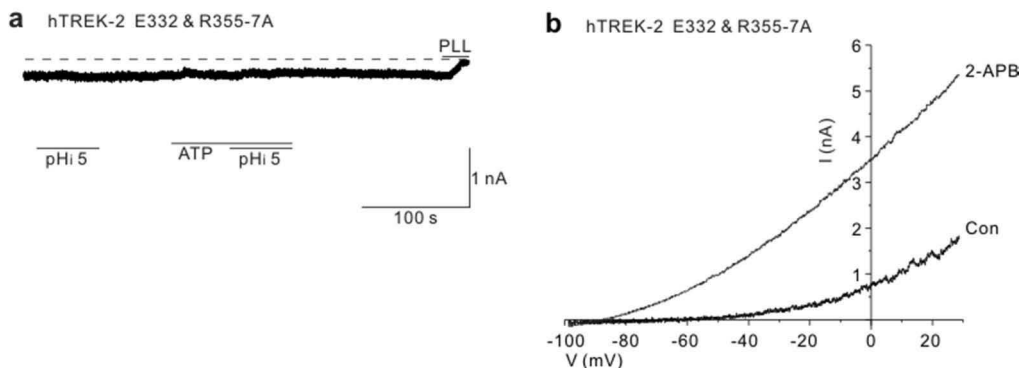 a hTREK-2 E332 & R355-7A
PLL
pHi 5
ATP
pHi 5
1 nA
100 s
b hTREK-2 E332 & R355-7A
6
2-APB
5
I (nA)
4
3
2
Con
1
-100 -80 -60 -40 -20 0 20
V (mV)